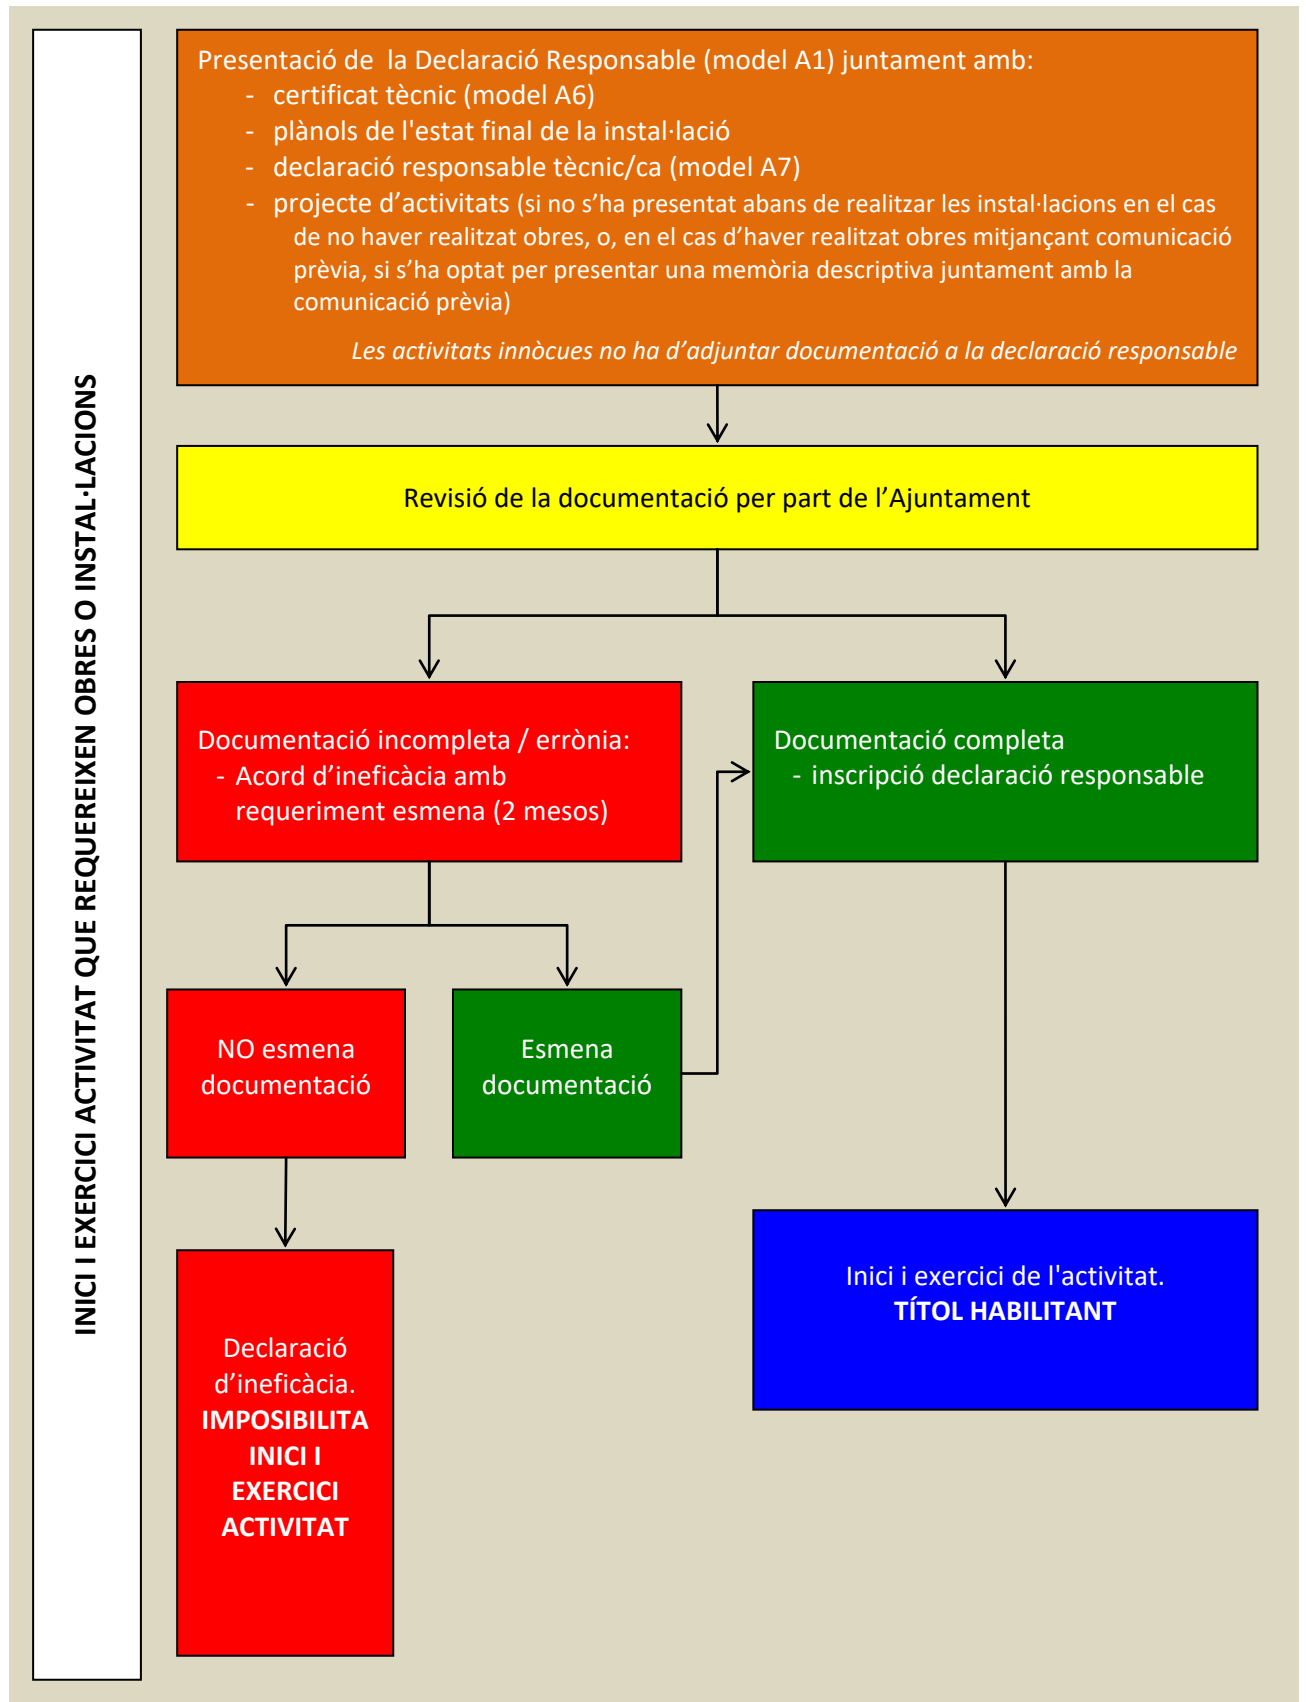 INICI I EXERCICI ACTIVITAT QUE REQUEREIXEN OBRES O INSTAL·LACIONS
Presentació de  la Declaració Responsable (model A1) juntament amb:
- certificat tècnic (model A6)
- plànols de l'estat final de la instal·lació
- declaració responsable tècnic/ca (model A7)
- projecte d’activitats (si no s’ha presentat abans de realitzar les instal·lacions en el cas
de no haver realitzat obres, o, en el cas d’haver realitzat obres mitjançant comunicació
prèvia, si s’ha optat per presentar una memòria descriptiva juntament amb la
comunicació prèvia)
Les activitats innòcues no ha d’adjuntar documentació a la declaració responsable
Revisió de la documentació per part de l’Ajuntament
Documentació incompleta / errònia:
- Acord d’ineficàcia amb
requeriment esmena (2 mesos)
Documentació completa
- inscripció declaració responsable
NO esmena
documentació
Esmena
documentació
Declaració
d’ineficàcia.
IMPOSIBILITA
INICI I
EXERCICI
ACTIVITAT
Inici i exercici de l'activitat.
TÍTOL HABILITANT